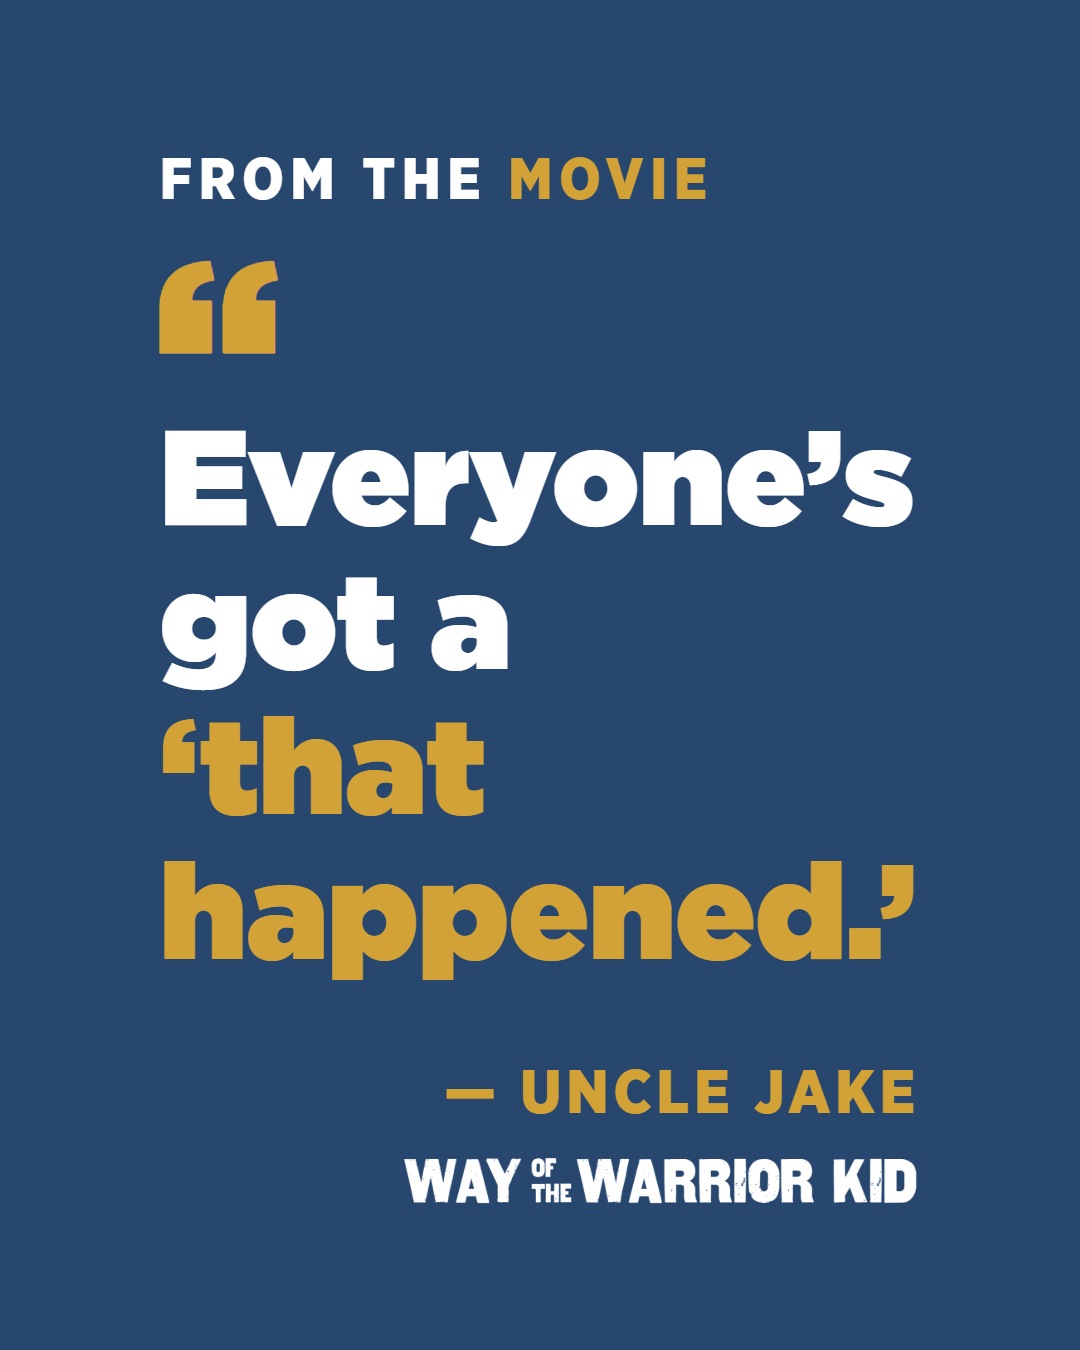 FROM THE MOVIE
“
Everyone’s
got a
‘that
happened.’
— UNCLE JAKE
WAY OF THE WARRIOR KID